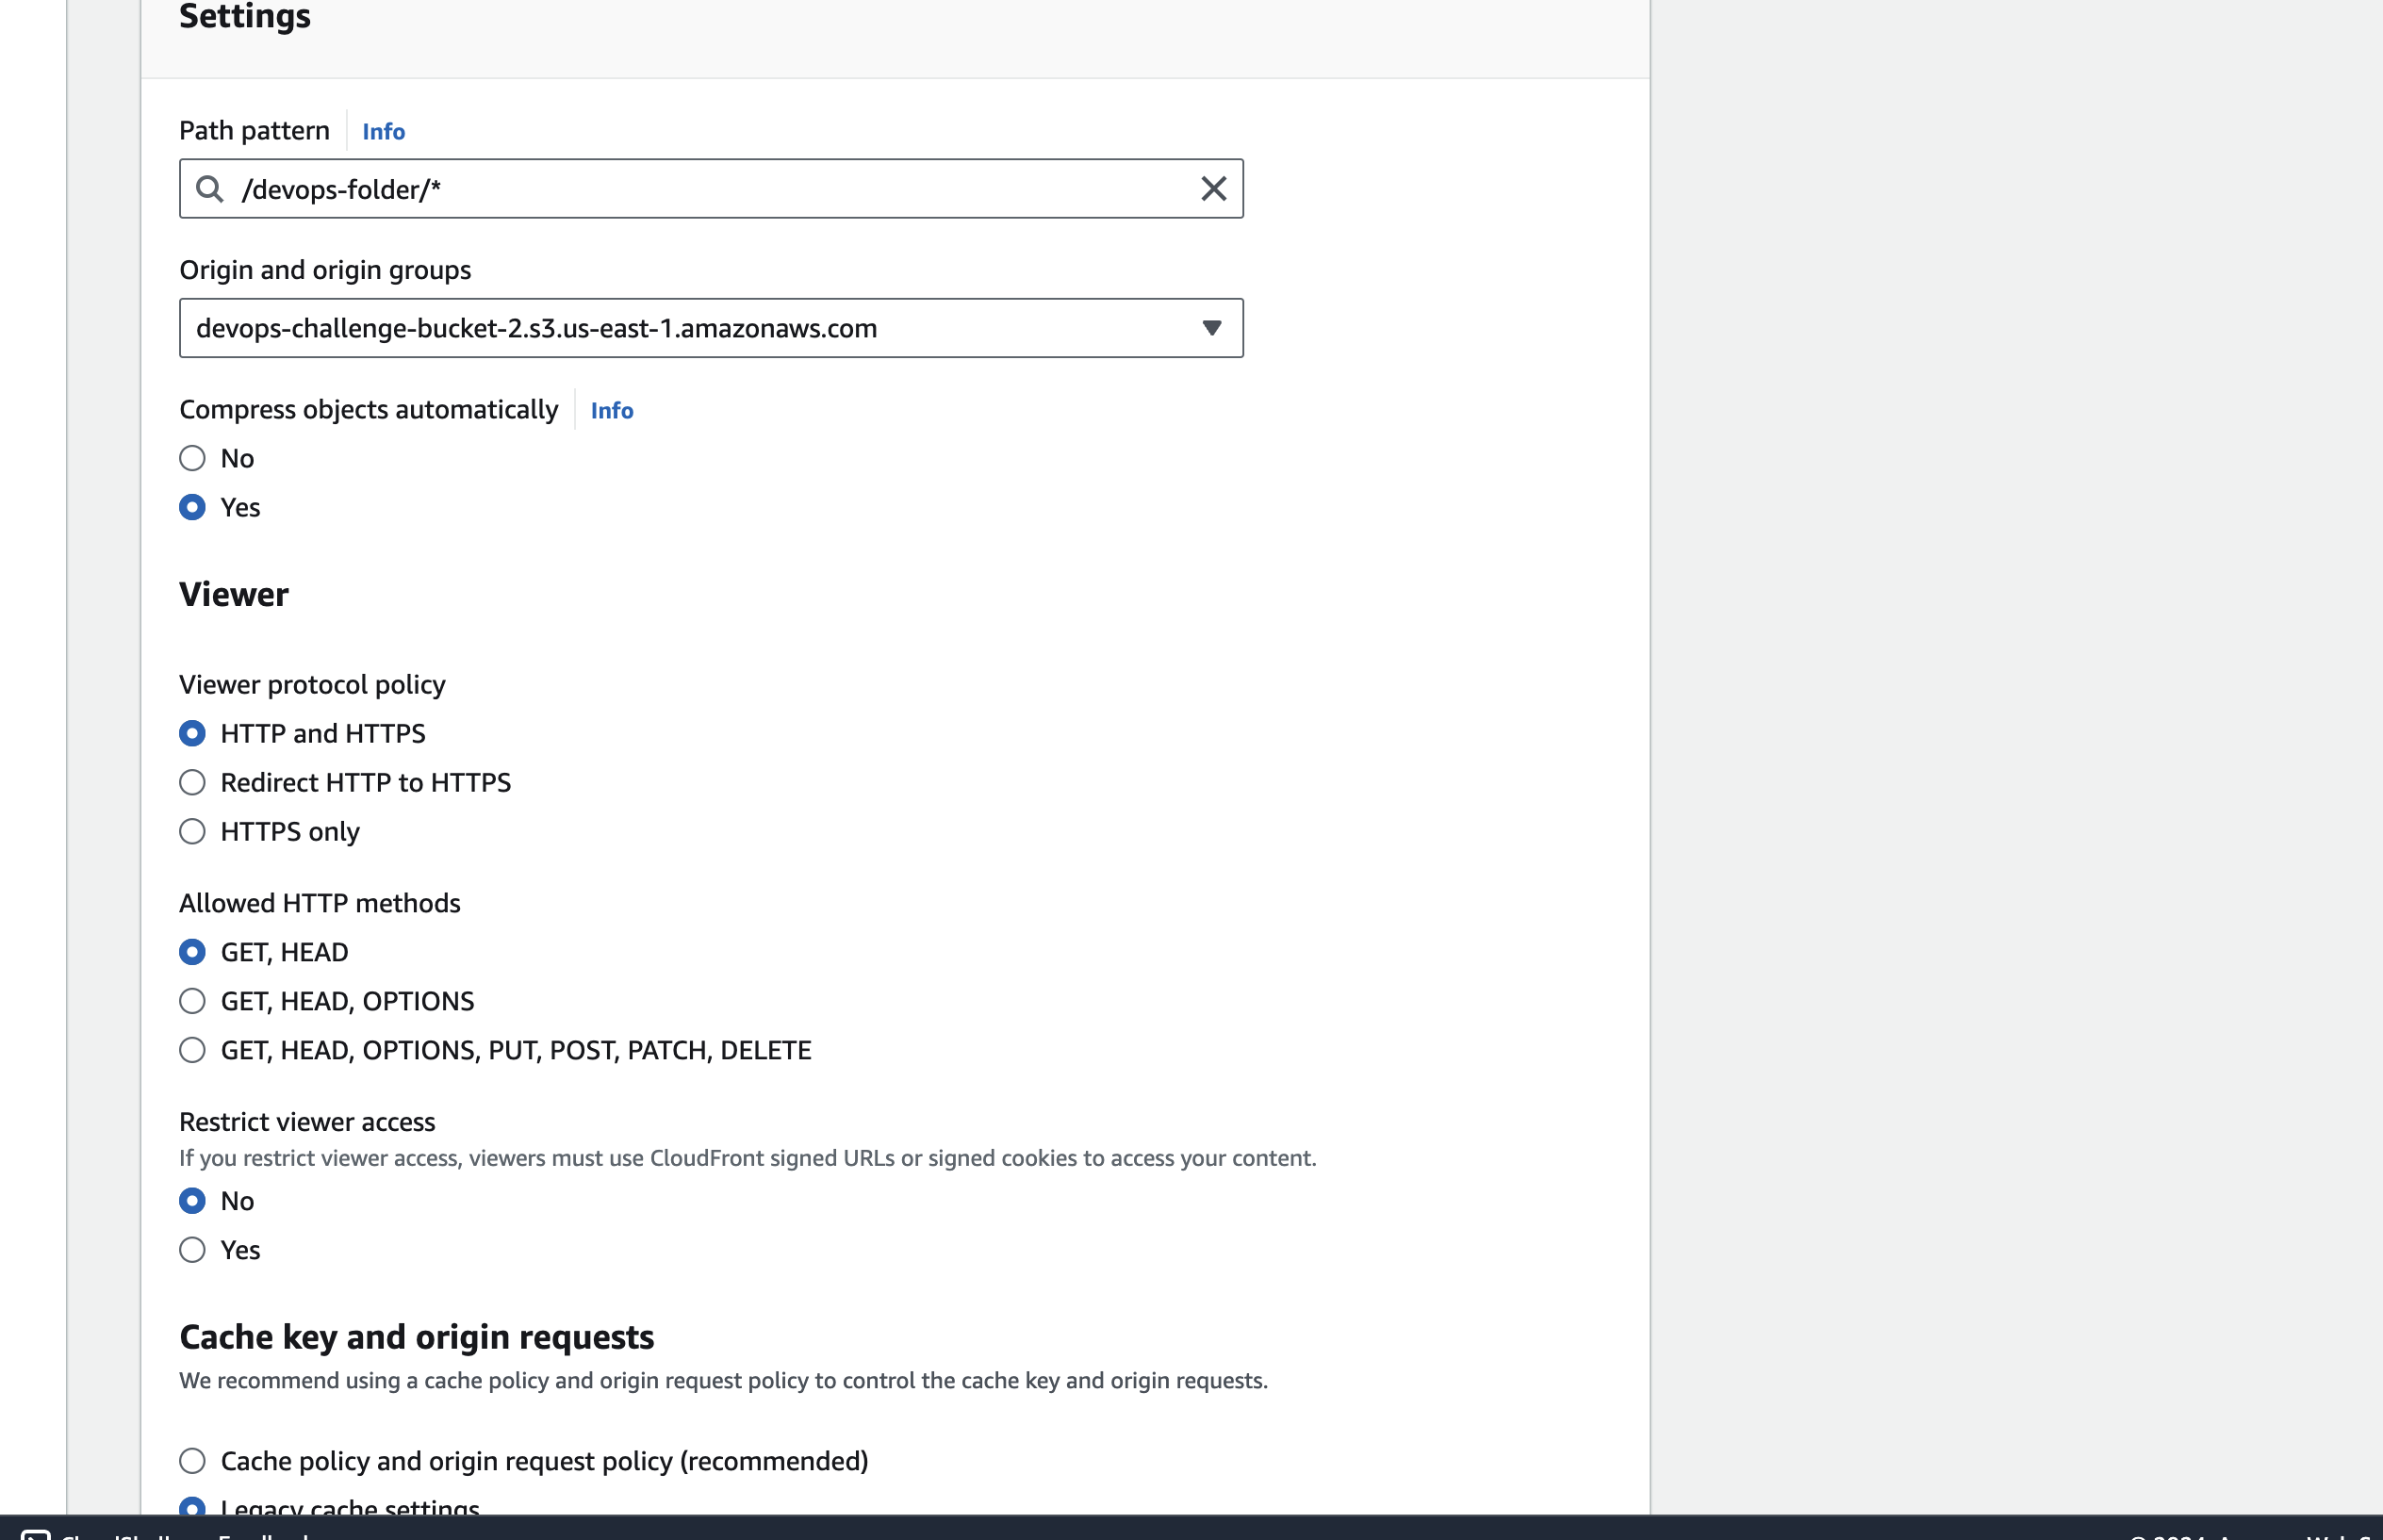 Settings
Path pattern Info
/devops-folder/*
Origin and origin groups
devops-challenge-bucket-2.s3.us-east-1.amazonaws.com
Compress objects automatically Info
No
Yes
Viewer
Viewer protocol policy
HTTP and HTTPS
Redirect HTTP to HTTPS
HTTPS only
Allowed HTTP methods
GET, HEAD
GET, HEAD, OPTIONS
GET, HEAD, OPTIONS, PUT, POST, PATCH, DELETE
Restrict viewer access
If you restrict viewer access, viewers must use CloudFront signed URLs or signed cookies to access your content.
No
Yes
Cache key and origin requests
We recommend using a cache policy and origin request policy to control the cache key and origin requests.
Cache policy and origin request policy (recommended)
Legacy cache settings